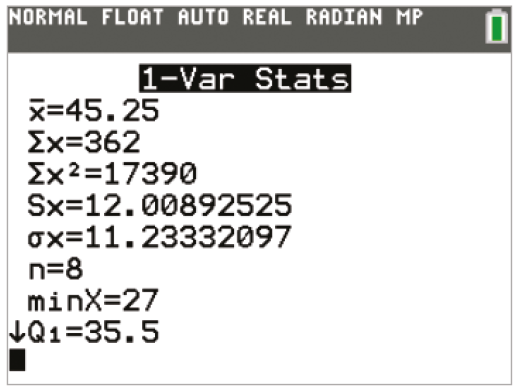 NORMAL FLOAT AUTO REAL RADIAN MP
1-Var Stats
x̄=45.25
Σx=362
Σx²=17390
Sx=12.00892525
σx=11.23332097
n=8
minX=27
↓Q₁=35.5